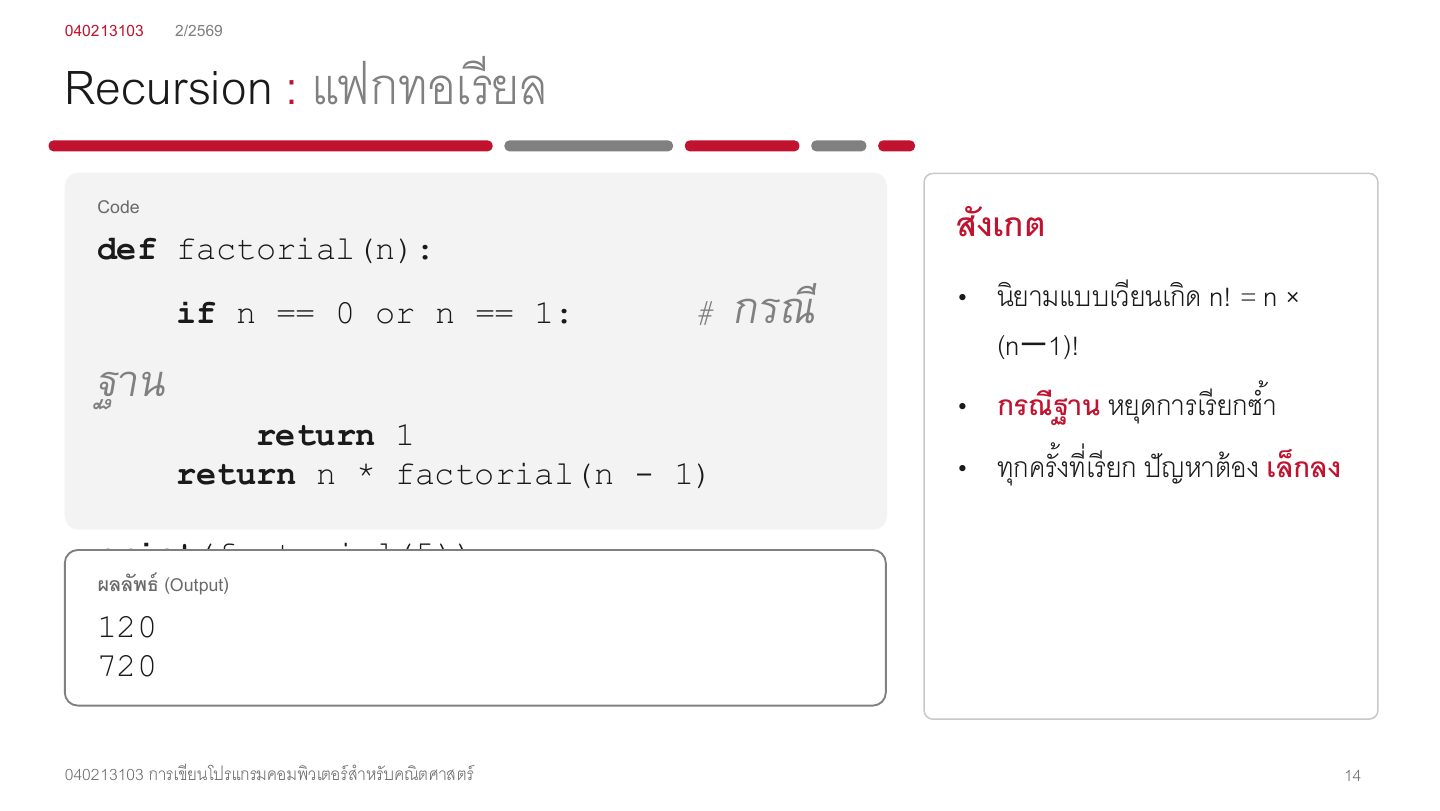 040213103 2/2569
Recursion : แฟกทอเรียล
Code
def factorial(n):
if n == 0 or n == 1: # กรณี
ฐาน
return 1
return n * factorial(n - 1)
print(factorial(5))
ผลลัพธ์ (Output)
120
720
สังเกต
• นิยามแบบเวียนเกิด n! = n ×
(n−1)!
• กรณีฐาน หยุดการเรียกซ้ำ
• ทุกครั้งที่เรียก ปัญหาต้อง เล็กลง
040213103 การเขียนโปรแกรมคอมพิวเตอร์สำหรับคณิตศาสตร์ 14